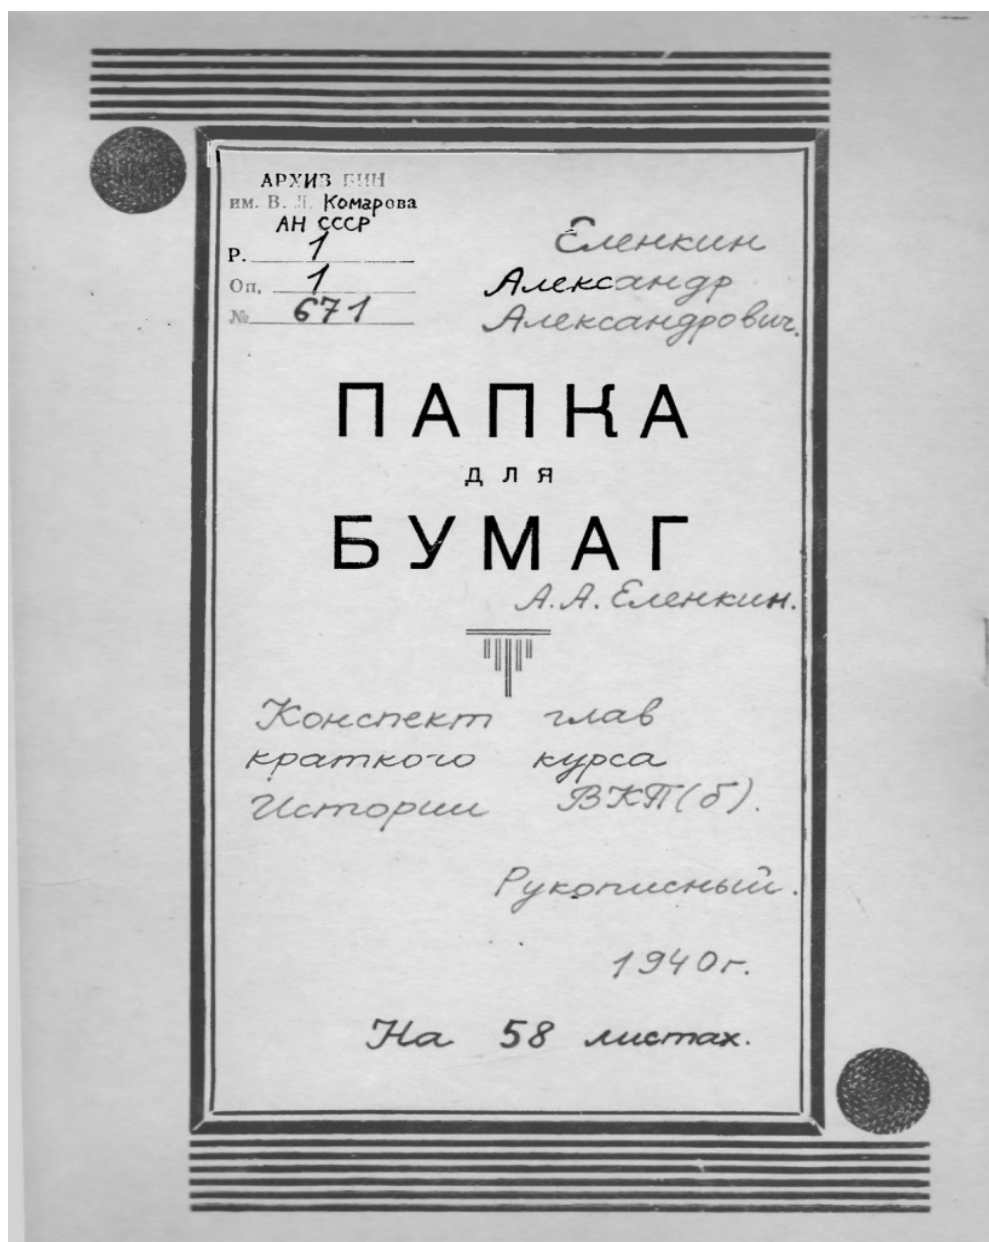 АРХИВ БИН
им. В. Л. Комарова
АН СССР
Р. 1
Оп. 1
№ 671
Еленкин
Александр
Александрович.
ПАПКА
для
БУМАГ
А. А. Еленкин.
Конспект глав
краткого курса
Истории ВКП(б).
Рукописный.
1940г.
На 58 листах.